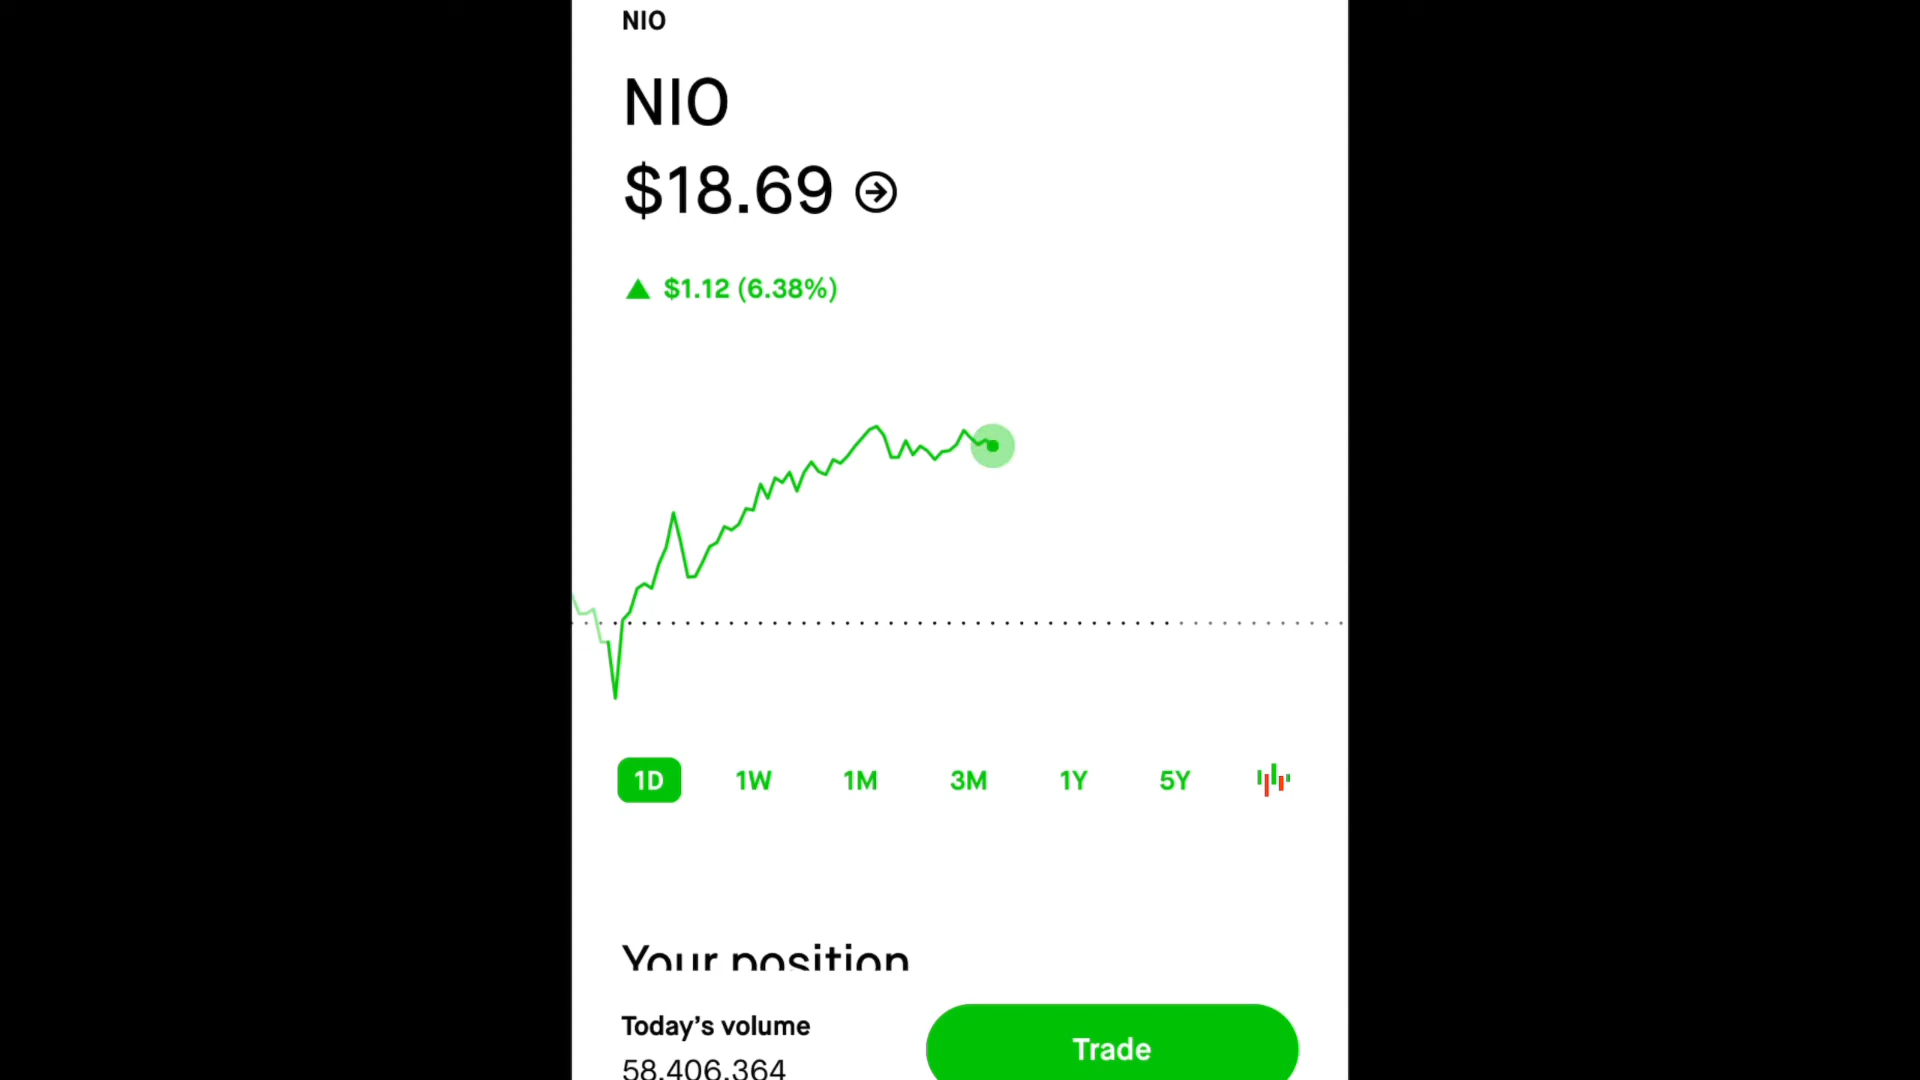 NIO
NIO
$18.69
$1.12 (6.38%)
1D 1W 1M 3M 1Y 5Y
Your position
Today's volume
58,406,364
Trade